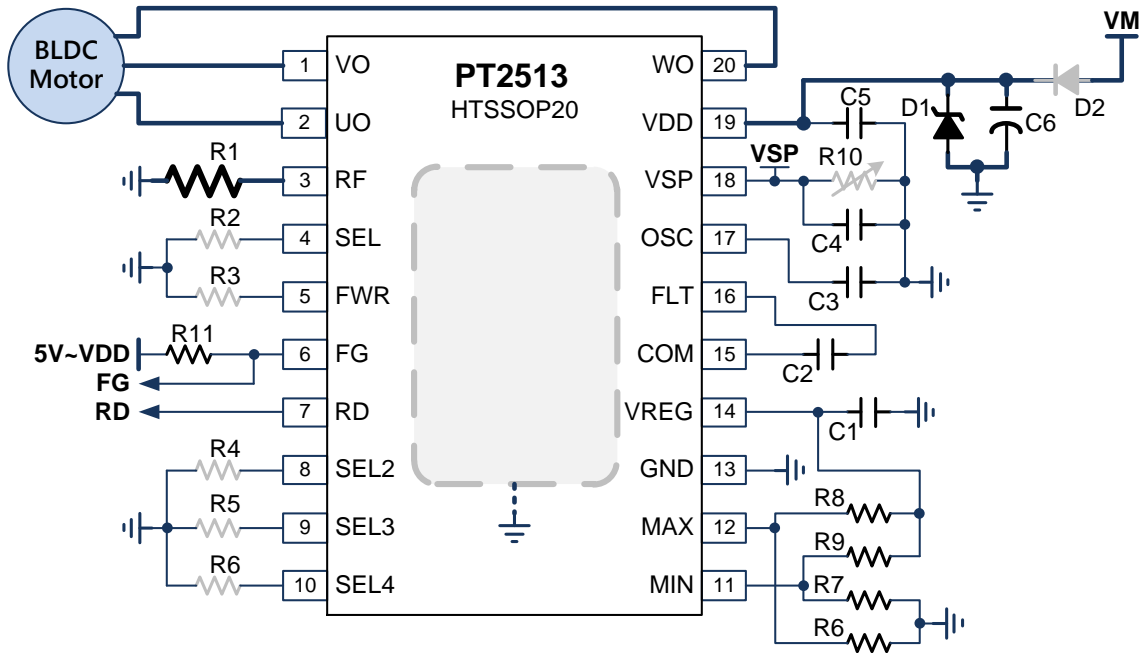 BLDC
Motor
PT2513
HTSSOP20
1 VO
2 UO
R1
3 RF
R2
4 SEL
R3
5 FWR
R11
5V~VDD
6 FG
FG
RD
7 RD
R4
8 SEL2
R5
9 SEL3
R6
10 SEL4
WO 20
VDD 19
VSP 18
OSC 17
FLT 16
COM 15
VREG 14
GND 13
MAX 12
MIN 11
VM
D2
D1
C6
C5
VSP
R10
C4
C3
C2
C1
R8
R9
R7
R6